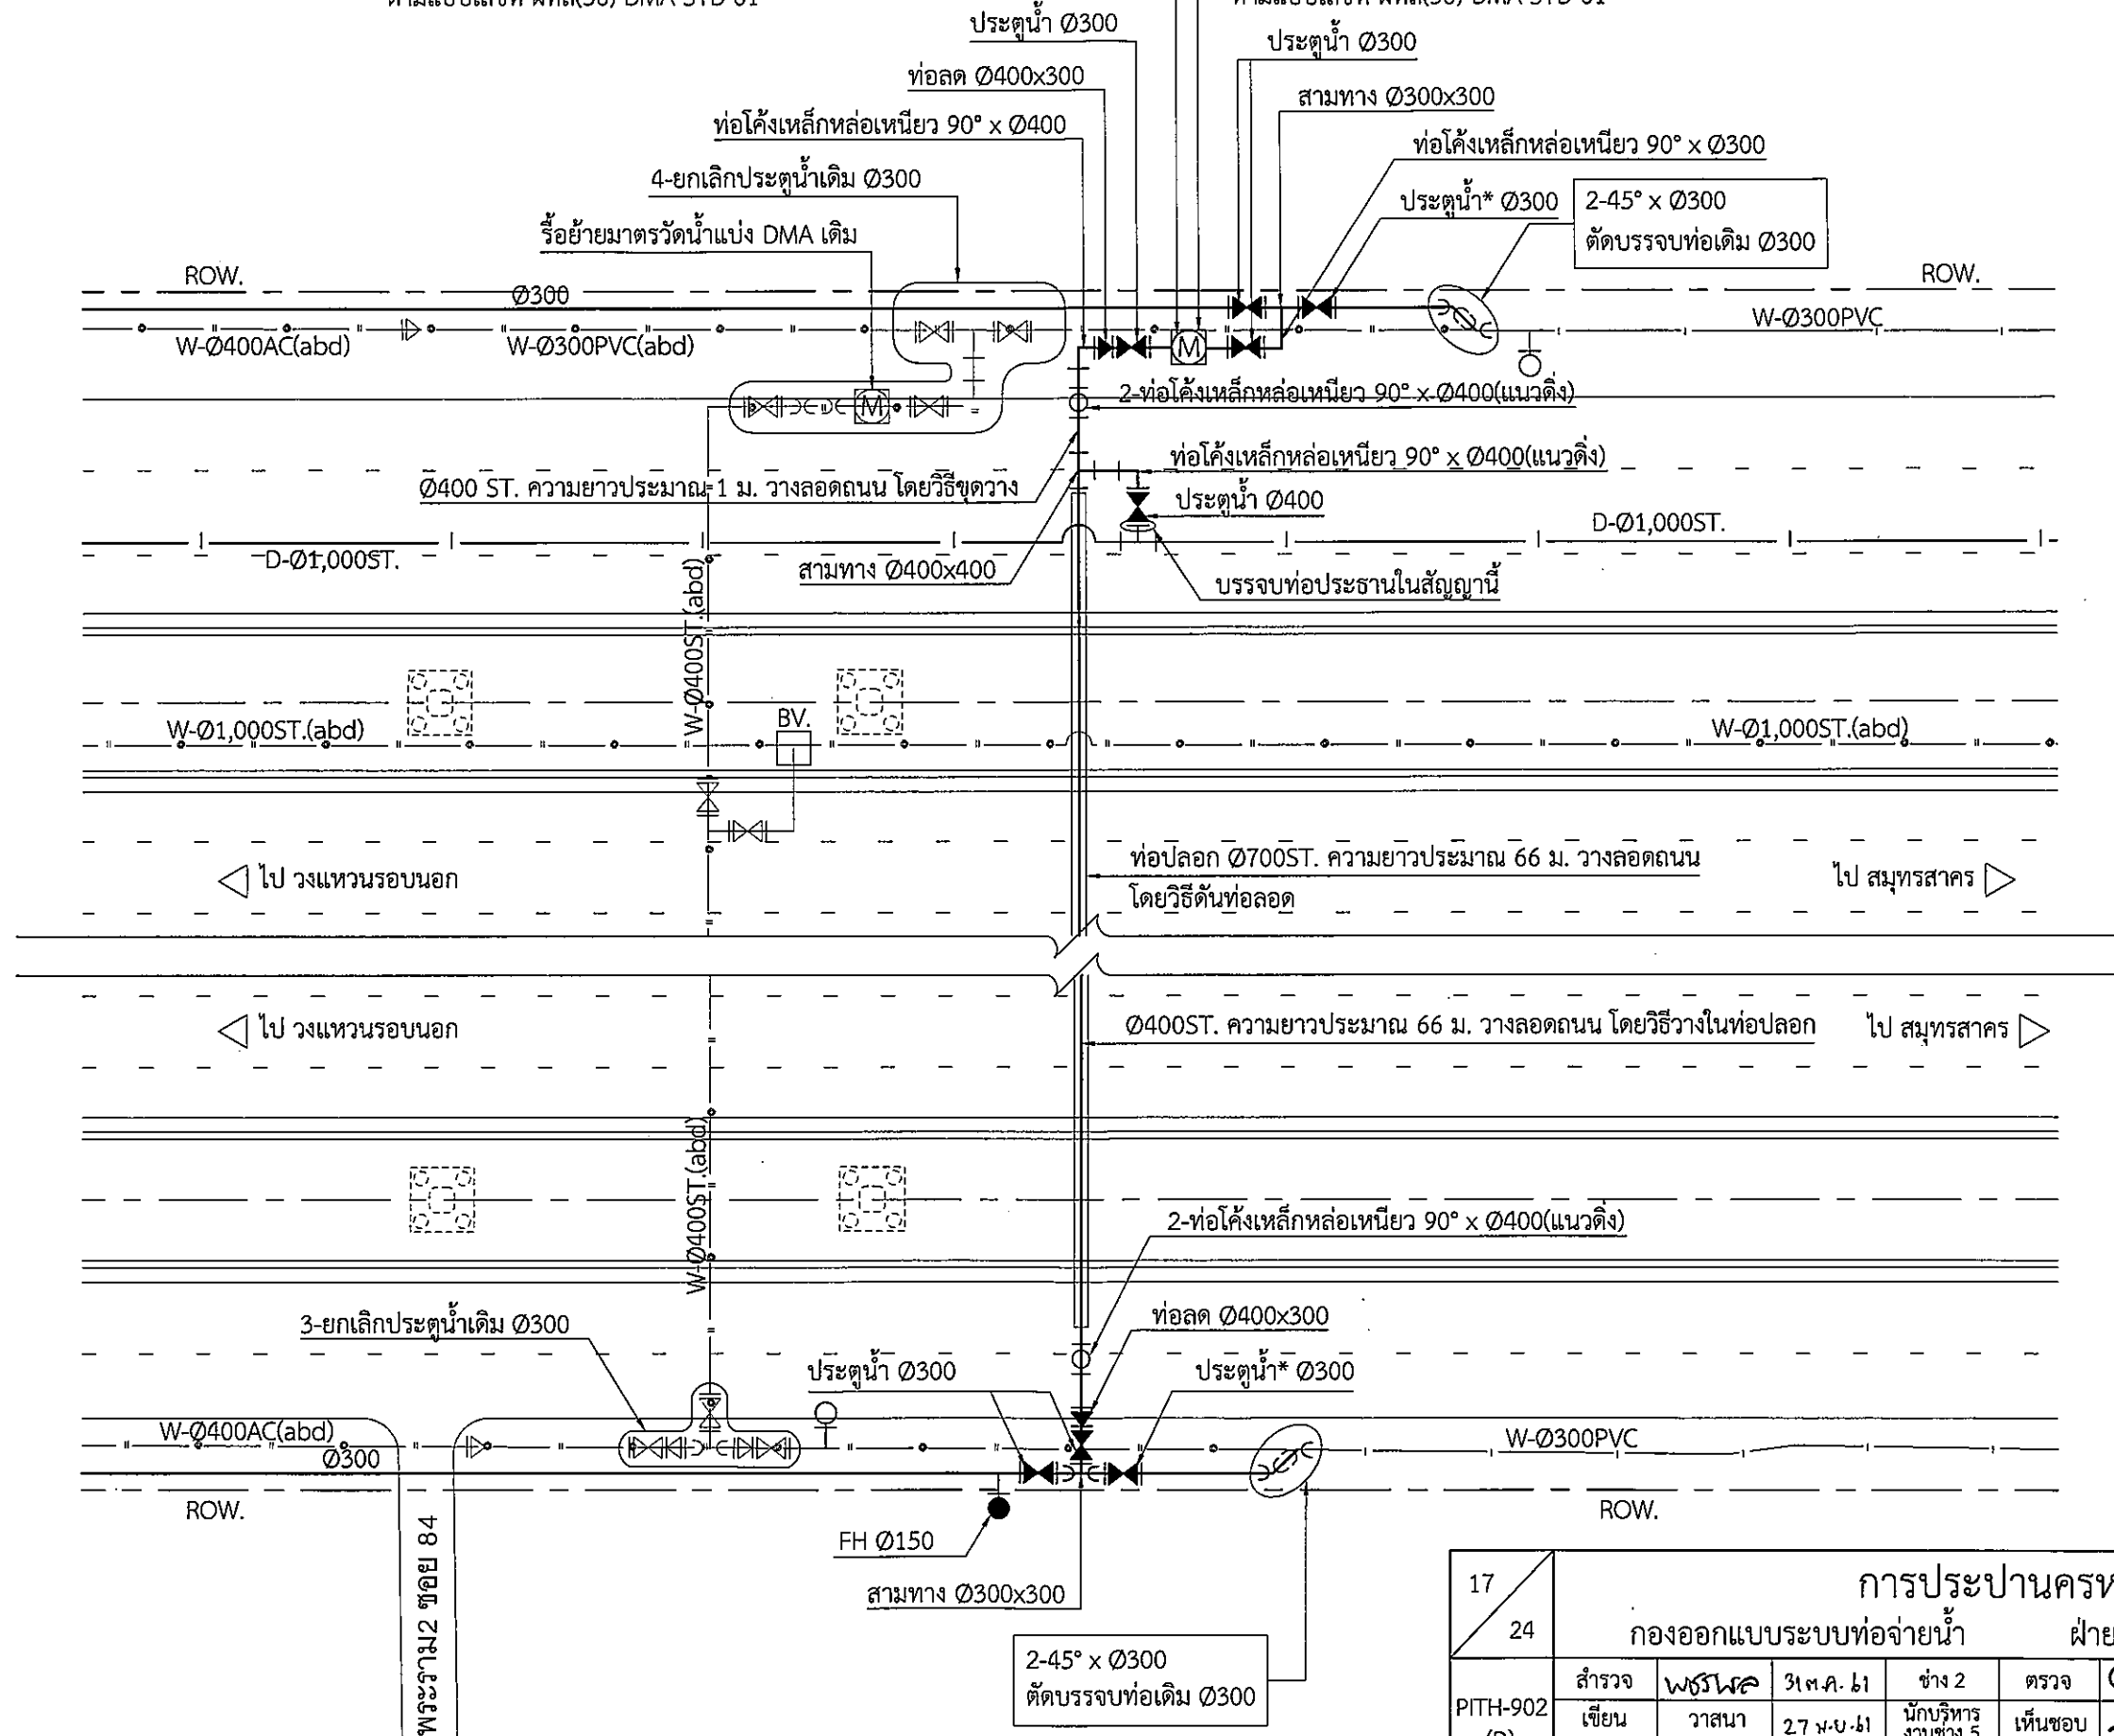 ประตูน้ำ Ø300
ประตูน้ำ Ø300
ท่อลด Ø400x300
สามทาง Ø300x300
ท่อโค้งเหล็กหล่อเหนียว 90° x Ø400
ท่อโค้งเหล็กหล่อเหนียว 90° x Ø300
4-ยกเลิกประตูน้ำเดิม Ø300
ประตูน้ำ* Ø300
2-45° x Ø300
ตัดบรรจบท่อเดิม Ø300
รื้อย้ายมาตรวัดน้ำแบ่ง DMA เดิม
ROW.
ROW.
Ø300
W-Ø400AC(abd)
W-Ø300PVC(abd)
W-Ø300PVC
M
M
2-ท่อโค้งเหล็กหล่อเหนียว 90° x Ø400(แนวดิ่ง)
ท่อโค้งเหล็กหล่อเหนียว 90° x Ø400(แนวดิ่ง)
Ø400 ST. ความยาวประมาณ 1 ม. วางลอดถนน โดยวิธีขุดวาง
ประตูน้ำ Ø400
D-Ø1,000ST.
D-Ø1,000ST.
สามทาง Ø400x400
บรรจบท่อประธานในสัญญานี้
W-Ø400ST.(abd)
W-Ø1,000ST.(abd)
BV.
W-Ø1,000ST.(abd)
ท่อปลอก Ø700ST. ความยาวประมาณ 66 ม. วางลอดถนน
โดยวิธีดันท่อลอด
ไป วงแหวนรอบนอก
ไป สมุทรสาคร
ไป วงแหวนรอบนอก
Ø400ST. ความยาวประมาณ 66 ม. วางลอดถนน โดยวิธีวางในท่อปลอก
ไป สมุทรสาคร
W-Ø400ST.(abd)
2-ท่อโค้งเหล็กหล่อเหนียว 90° x Ø400(แนวดิ่ง)
3-ยกเลิกประตูน้ำเดิม Ø300
ท่อลด Ø400x300
ประตูน้ำ Ø300
ประตูน้ำ* Ø300
W-Ø400AC(abd)
Ø300
W-Ø300PVC
ROW.
ROW.
FH Ø150
สามทาง Ø300x300
พระราม2 ซอย 84
2-45° x Ø300
ตัดบรรจบท่อเดิม Ø300
17
24
การประปานคร
กองออกแบบระบบท่อจ่ายน้ำ
ฝ่าย
PITH-902
สำรวจ
31 ต.ค. 61
ช่าง 2
ตรวจ
เขียน
วาสนา
27 พ.ย. 61
นักบริหาร
งานช่าง 5
เห็นชอบ